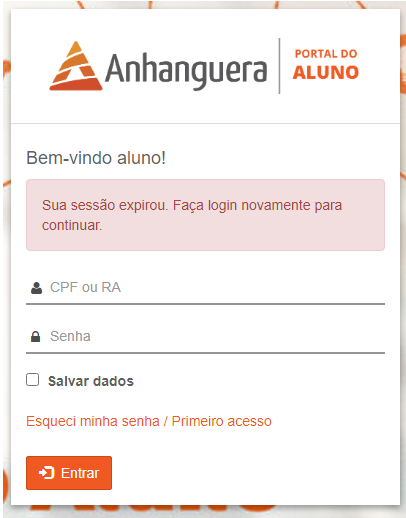 Anhanguera
PORTAL DO
ALUNO
Bem-vindo aluno!
Sua sessão expirou. Faça login novamente para
continuar.
CPF ou RA
Senha
Salvar dados
Esqueci minha senha / Primeiro acesso
Entrar